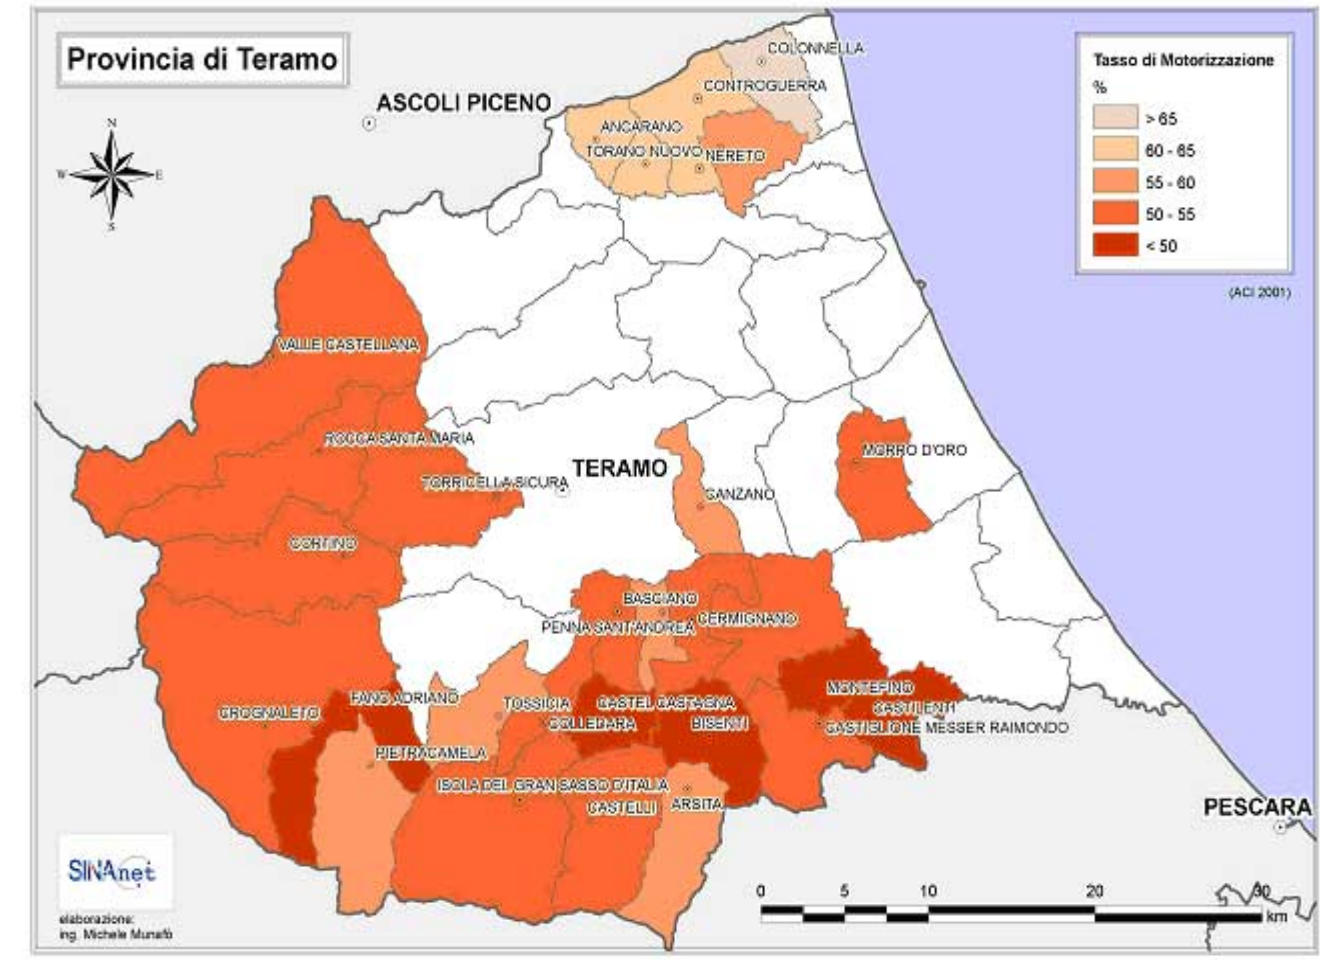 Provincia di Teramo
Tasso di Motorizzazione
%
> 65
60 - 65
55 - 60
50 - 55
< 50
(ACI 2001)
N
W
E
S
COLONNELLA
CONTROGUERRA
ASCOLI PICENO
ANCARANO
TORANO NUOVO
NERETO
VALLE CASTELLANA
ROCCA SANTA MARIA
MORRO D'ORO
TERAMO
TORRICELLA SICURA
CANZANO
CORTINO
BASCIANO
CERMIGNANO
PENNA SANT'ANDREA
MONTEFINO
FANO ADRIANO
TOSSICIA
CASTEL CASTAGNA
CASTILENTI
CROGNALETO
COLLEDARA
BISENTI
CASTIGLIONE MESSER RAIMONDO
PIETRACAMELA
ISOLA DEL GRAN SASSO D'ITALIA
CASTELLI
ARSITA
PESCARA
SINAnet
elaborazione:
ing. Michele Munafò
0 5 10 20 30
km